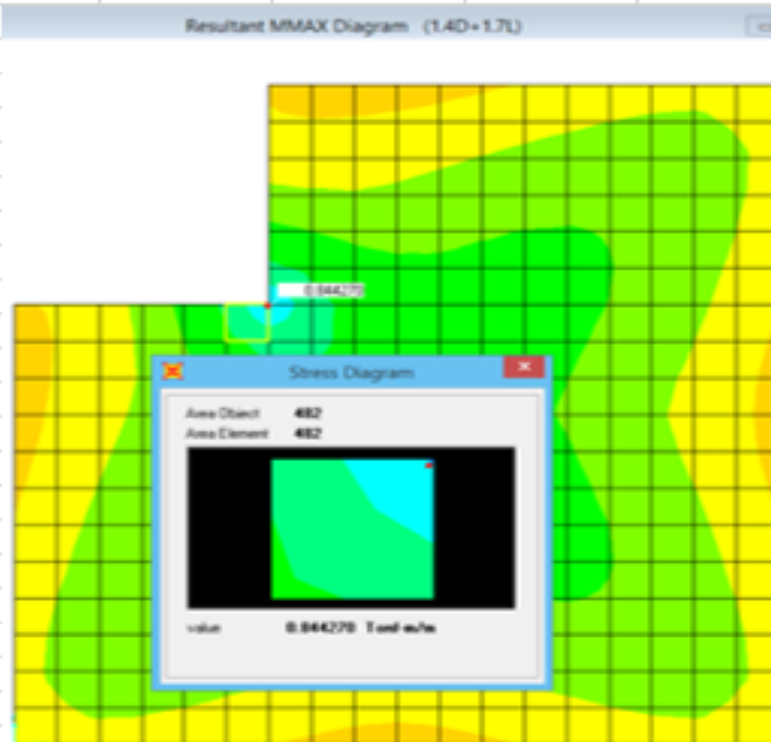 Resultant MMAX Diagram (1.4D+1.7L)
0.844270
Stress Diagram
Area Object 482
Area Element 482
value 0.844270 Tonf-m/m